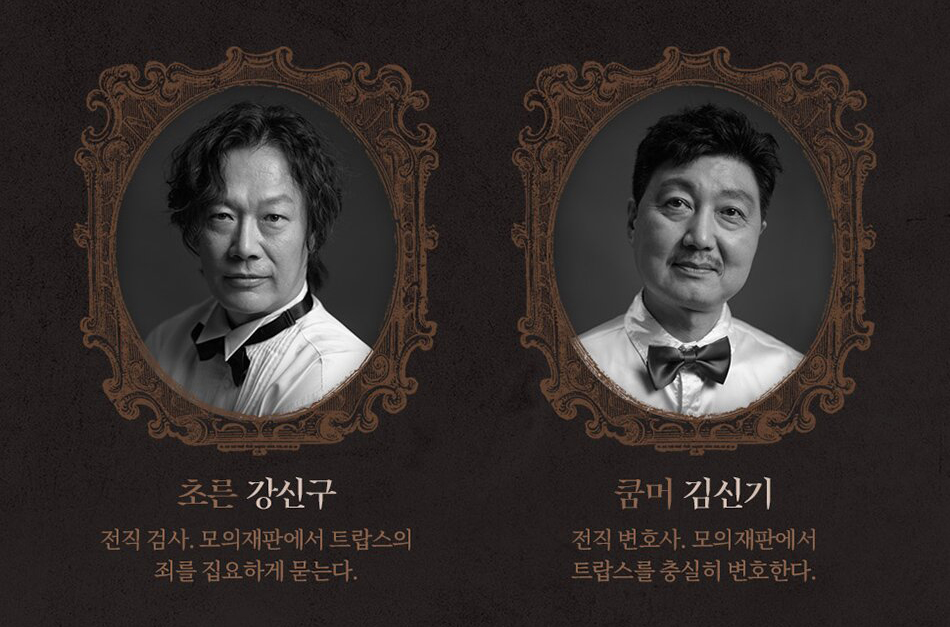 초른 강신구
전직 검사. 모의재판에서 트랍스의
죄를 집요하게 묻는다.
쿰머 김신기
전직 변호사. 모의재판에서
트랍스를 충실히 변호한다.